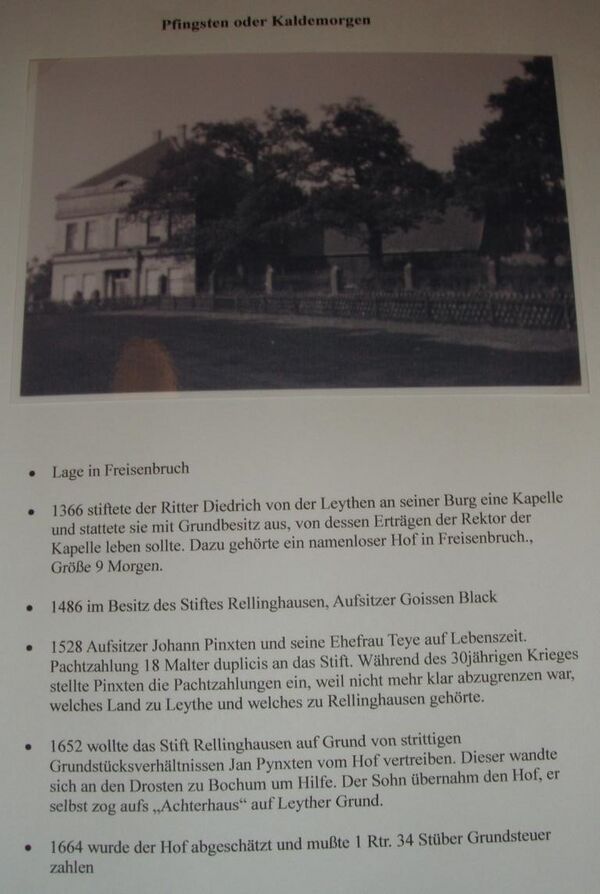 Pfingsten oder Kaldemorgen
• Lage in Freisenbruch
• 1366 stiftete der Ritter Diedrich von der Leythen an seiner Burg eine Kapelle
und stattete sie mit Grundbesitz aus, von dessen Erträgen der Rektor der
Kapelle leben sollte. Dazu gehörte ein namenloser Hof in Freisenbruch.,
Größe 9 Morgen.
• 1486 im Besitz des Stiftes Rellinghausen, Aufsitzer Goissen Black
• 1528 Aufsitzer Johann Pinxten und seine Ehefrau Teye auf Lebenszeit.
Pachtzahlung 18 Malter duplicis an das Stift. Während des 30jährigen Krieges
stellte Pinxten die Pachtzahlungen ein, weil nicht mehr klar abzugrenzen war,
welches Land zu Leythe und welches zu Rellinghausen gehörte.
• 1652 wollte das Stift Rellinghausen auf Grund von strittigen
Grundstücksverhältnissen Jan Pynxten vom Hof vertreiben. Dieser wandte
sich an den Drosten zu Bochum um Hilfe. Der Sohn übernahm den Hof, er
selbst zog aufs „Achterhaus" auf Leyther Grund.
• 1664 wurde der Hof abgeschätzt und mußte 1 Rtr. 34 Stüber Grundsteuer
zahlen